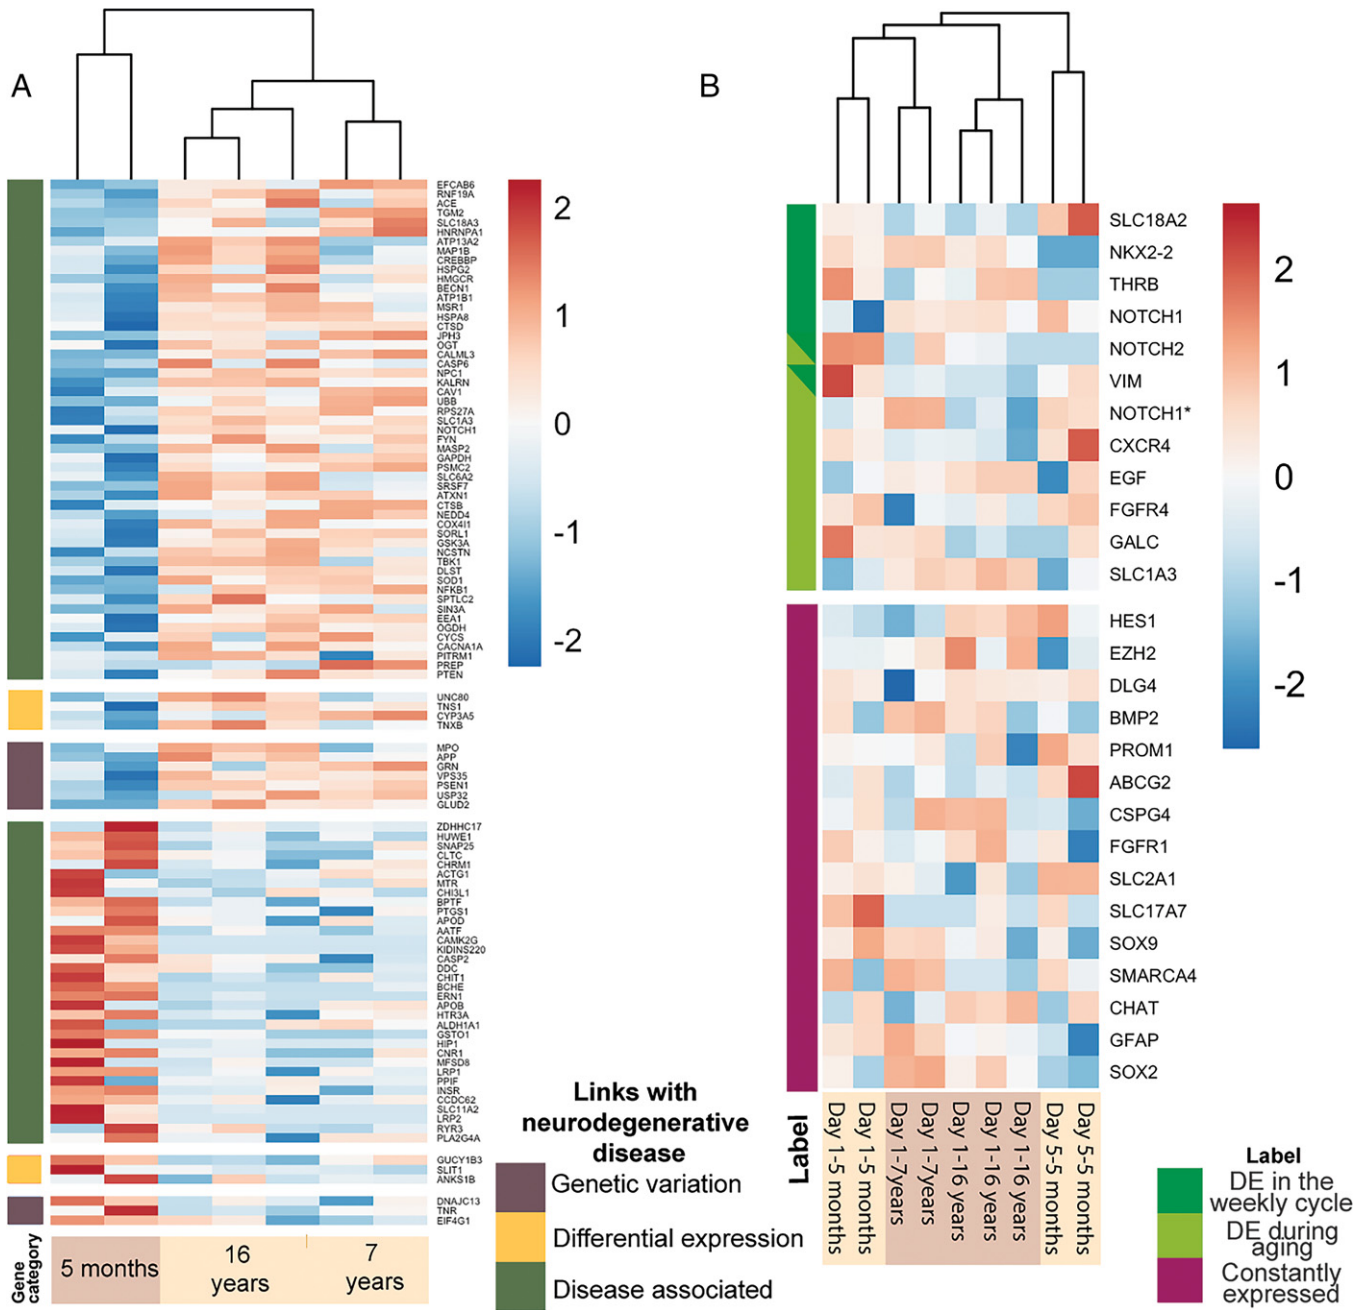 A
EFCAB6
RNF19A
ACE
TGM2
SLC18A3
HNRNPA1
ATP13A2
MAP1B
CREBBP
HSPG2
HMGCR
BECN1
ATP1B1
MSR1
HSPA8
CTSD
JPH3
OGT
CALML3
CASP6
NPC1
KALRN
CAV1
UBB
RPS27A
SLC1A3
NOTCH1
FYN
MASP2
GAPDH
PSMC2
SLC6A2
SRSF7
ATXN1
CTSB
NEDD4
COX4I1
SORL1
GSK3A
NCSTN
TBK1
DLST
SOD1
NFKB1
SPTLC2
SIN3A
EEA1
OGDH
CYCS
CACNA1A
PITRM1
PREP
PTEN
UNC80
TNS1
CYP3A5
TNXB
MPO
APP
GRN
VPS35
PSEN1
USP32
GLUD2
ZDHHC17
HUWE1
SNAP25
CLTC
CHRM1
ACTG1
MTR
CHI3L1
BPTF
PTGS1
APOD
AATF
CAMK2G
KIDINS220
CASP2
DDC
CHIT1
BCHE
ERN1
APOB
HTR3A
ALDH1A1
GSTO1
HIP1
CNR1
MFSD8
LRP1
PPIF
INSR
CCDC62
SLC11A2
LRP2
RYR3
PLA2G4A
GUCY1B3
SLIT1
ANKS1B
DNAJC13
TNR
EIF4G1
2
1
0
-1
-2
Gene
category
5 months
16
years
7
years
Links with
neurodegenerative
disease
Genetic variation
Differential expression
Disease associated
B
SLC18A2
NKX2-2
THRB
NOTCH1
NOTCH2
VIM
NOTCH1*
CXCR4
EGF
FGFR4
GALC
SLC1A3
HES1
EZH2
DLG4
BMP2
PROM1
ABCG2
CSPG4
FGFR1
SLC2A1
SLC17A7
SOX9
SMARCA4
CHAT
GFAP
SOX2
2
1
0
-1
-2
Label
Day 1-5 months
Day 1-5 months
Day 1-7years
Day 1-7years
Day 1-16 years
Day 1-16 years
Day 1-16 years
Day 5-5 months
Day 5-5 months
Label
DE in the
weekly cycle
DE during
aging
Constantly
expressed